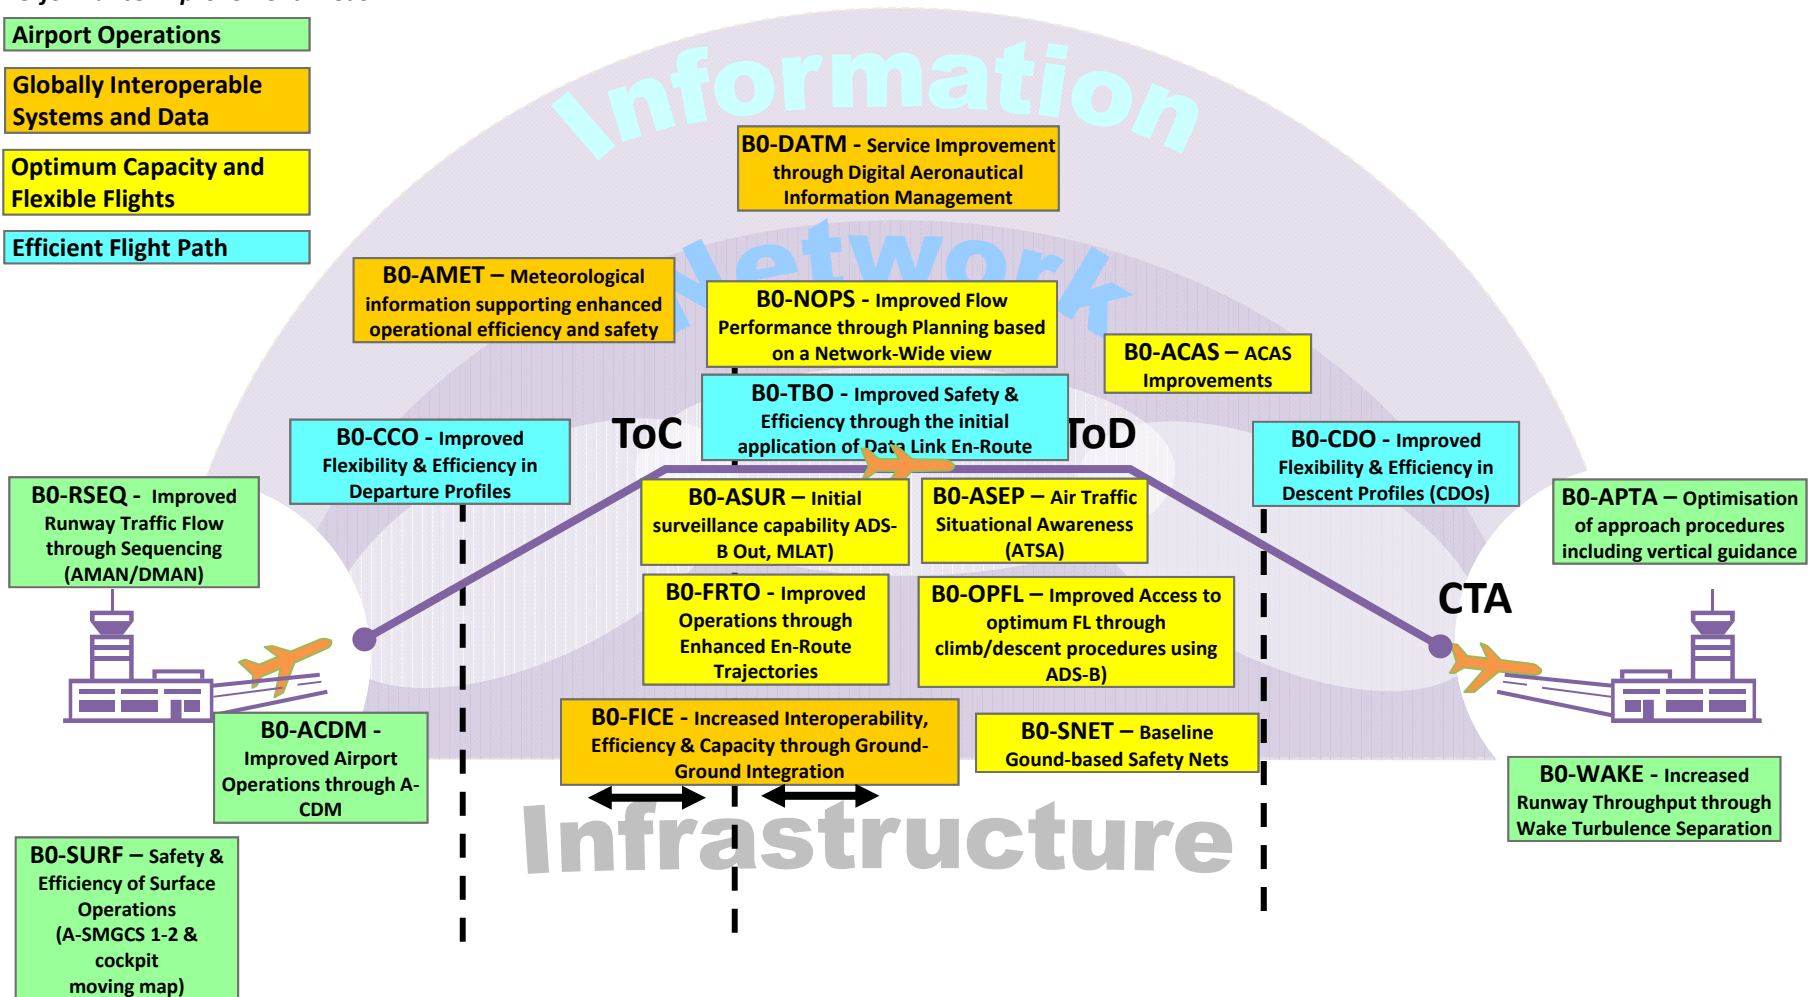 Performance Improvement Areas
Airport Operations
Globally Interoperable
Systems and Data
Optimum Capacity and
Flexible Flights
Efficient Flight Path
Information
B0-DATM - Service Improvement
through Digital Aeronautical
Information Management
Network
B0-AMET – Meteorological
information supporting enhanced
operational efficiency and safety
B0-NOPS - Improved Flow
Performance through Planning based
on a Network-Wide view
B0-ACAS – ACAS
Improvements
B0-TBO - Improved Safety &
Efficiency through the initial
application of Data Link En-Route
ToC
ToD
B0-CCO - Improved
Flexibility & Efficiency in
Departure Profiles
B0-CDO - Improved
Flexibility & Efficiency in
Descent Profiles (CDOs)
B0-RSEQ - Improved
Runway Traffic Flow
through Sequencing
(AMAN/DMAN)
B0-ASUR – Initial
surveillance capability ADS-
B Out, MLAT)
B0-ASEP – Air Traffic
Situational Awareness
(ATSA)
B0-APTA – Optimisation
of approach procedures
including vertical guidance
B0-FRTO - Improved
Operations through
Enhanced En-Route
Trajectories
B0-OPFL – Improved Access to
optimum FL through
climb/descent procedures using
ADS-B)
CTA
B0-ACDM -
Improved Airport
Operations through A-
CDM
B0-FICE - Increased Interoperability,
Efficiency & Capacity through Ground-
Ground Integration
B0-SNET – Baseline
Gound-based Safety Nets
B0-WAKE - Increased
Runway Throughput through
Wake Turbulence Separation
Infrastructure
B0-SURF – Safety &
Efficiency of Surface
Operations
(A-SMGCS 1-2 &
cockpit
moving map)